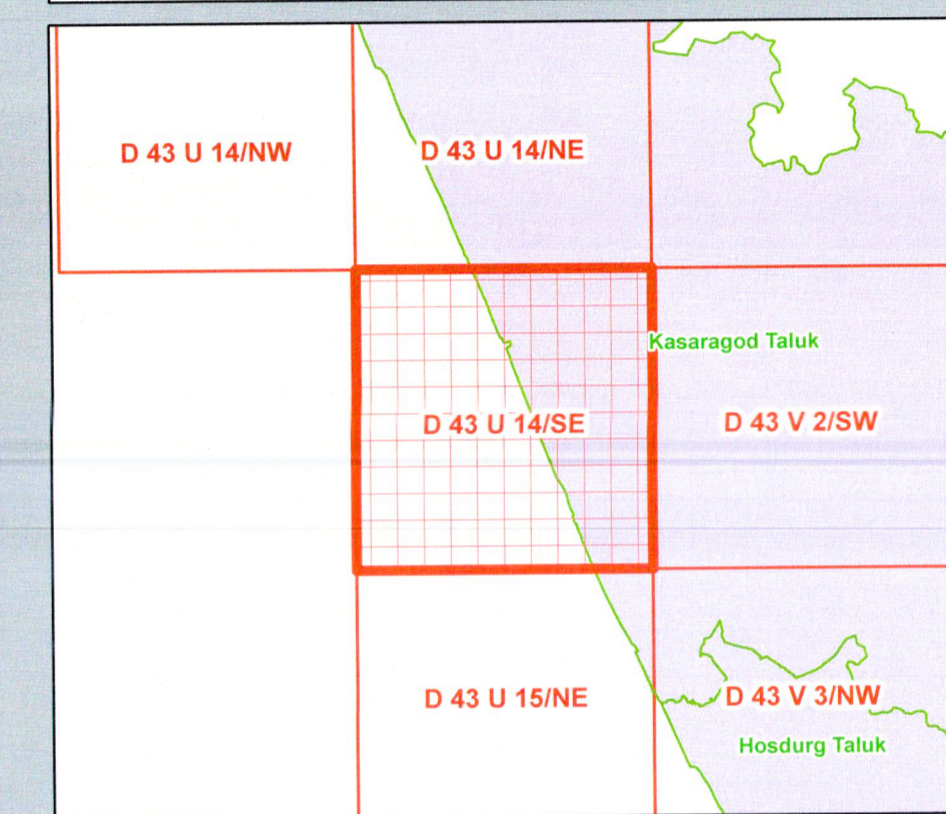 D 43 U 14/NW
D 43 U 14/NE
Kasaragod Taluk
D 43 U 14/SE
D 43 V 2/SW
D 43 U 15/NE
D 43 V 3/NW
Hosdurg Taluk